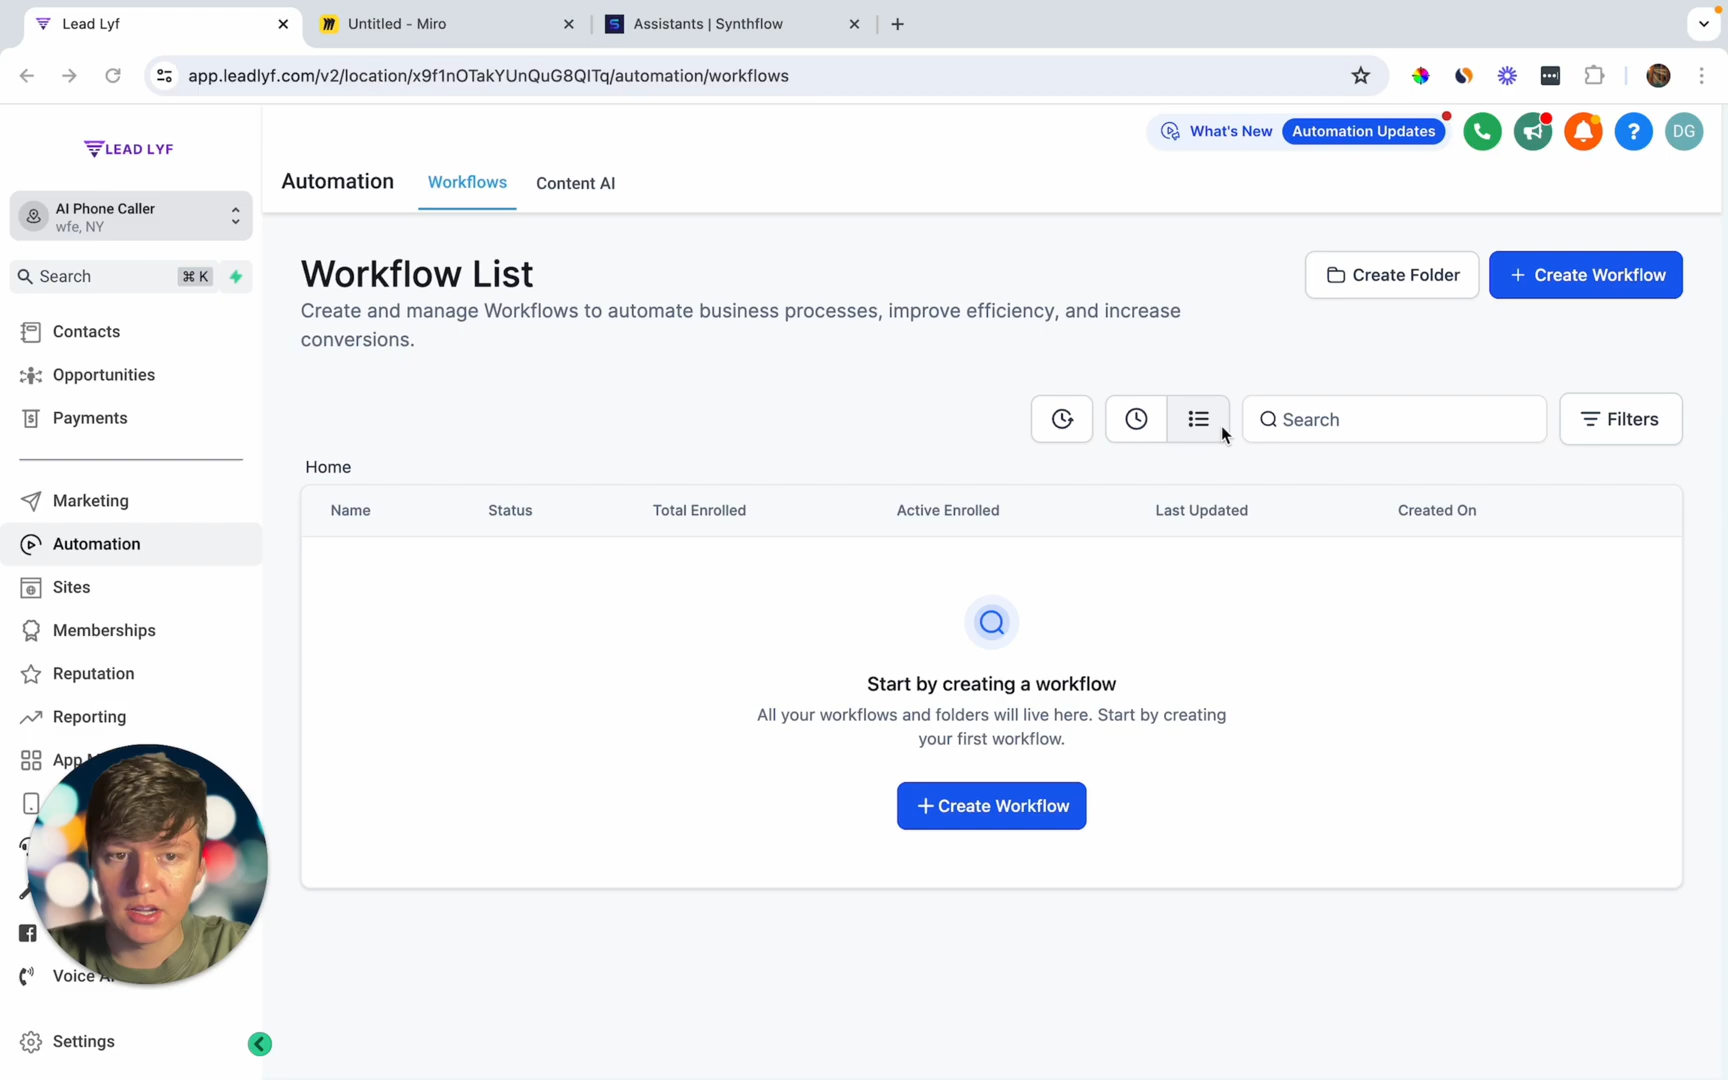 Lead Lyf
Untitled - Miro
Assistants | Synthflow
app.leadlyf.com/v2/location/x9f1nOTakYUnQuG8QITq/automation/workflows
LEAD LYF
What's New
Automation Updates
DG
Automation
Workflows
Content AI
AI Phone Caller
wfe, NY
Search
⌘ K
Contacts
Opportunities
Payments
Marketing
Automation
Sites
Memberships
Reputation
Reporting
App
Voice
Settings
Workflow List
Create Folder
+ Create Workflow
Create and manage Workflows to automate business processes, improve efficiency, and increase
conversions.
Search
Filters
Home
Name
Status
Total Enrolled
Active Enrolled
Last Updated
Created On
Start by creating a workflow
All your workflows and folders will live here. Start by creating
your first workflow.
+ Create Workflow